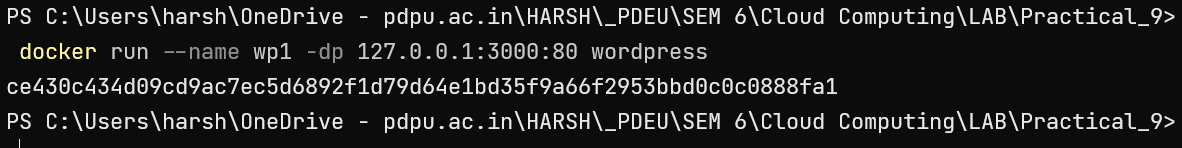 PS C:\Users\harsh\OneDrive - pdpu.ac.in\HARSH\_PDEU\SEM 6\Cloud Computing\LAB\Practical_9>
docker run --name wp1 -dp 127.0.0.1:3000:80 wordpress
ce430c434d09cd9ac7ec5d6892f1d79d64e1bd35f9a66f2953bbd0c0c0888fa1
PS C:\Users\harsh\OneDrive - pdpu.ac.in\HARSH\_PDEU\SEM 6\Cloud Computing\LAB\Practical_9>